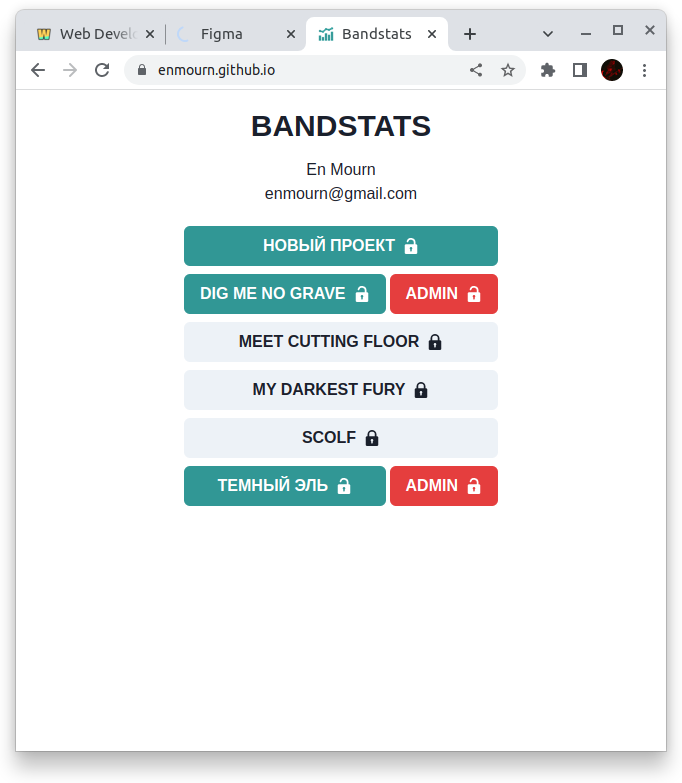 Web Develo
Figma
Bandstats
enmourn.github.io
BANDSTATS
En Mourn
enmourn@gmail.com
НОВЫЙ ПРОЕКТ
DIG ME NO GRAVE ADMIN
MEET CUTTING FLOOR
MY DARKEST FURY
SCOLF
ТЕМНЫЙ ЭЛЬ ADMIN